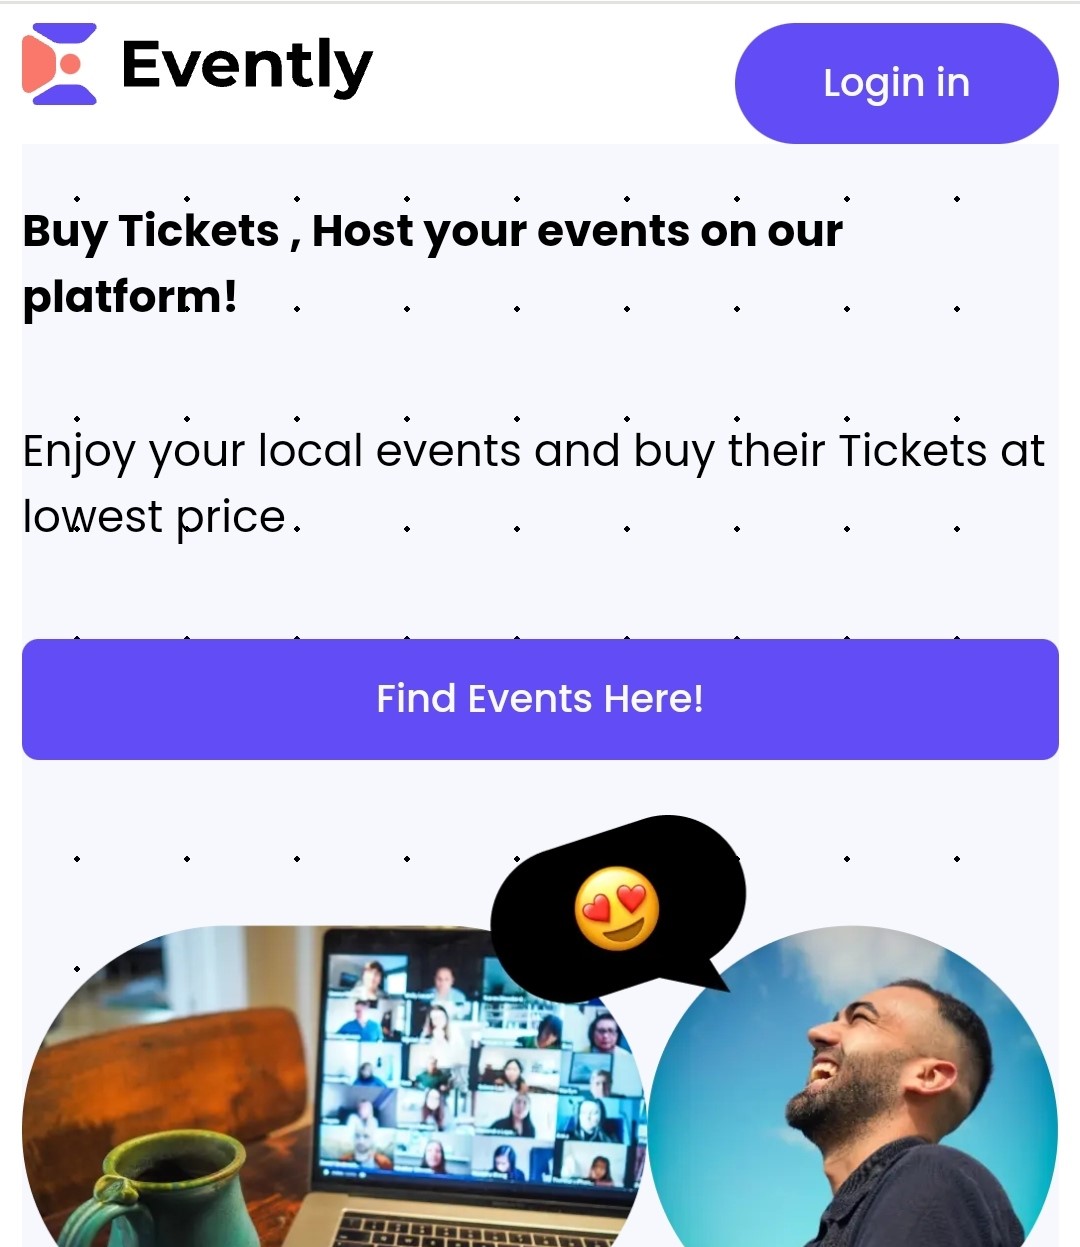 Evently
Login in
Buy Tickets , Host your events on our
platform!
Enjoy your local events and buy their Tickets at
lowest price
Find Events Here!